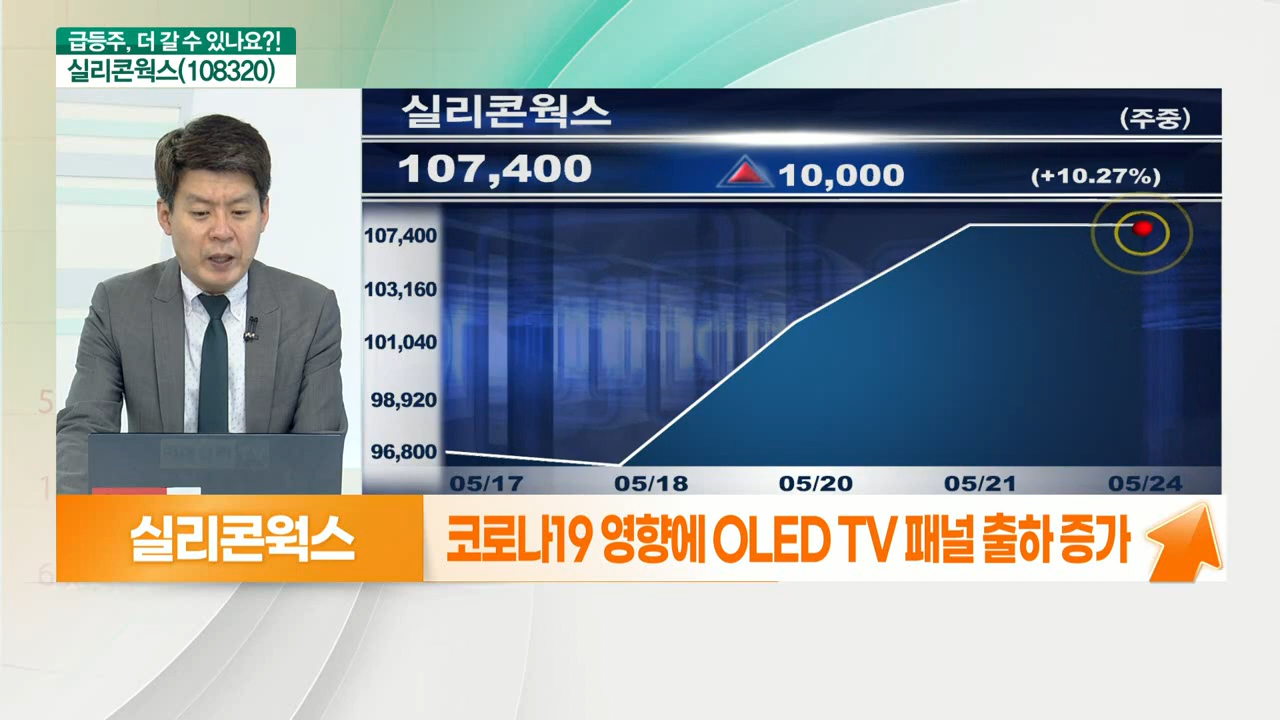 급등주, 더 갈 수 있나요?!
실리콘웍스(108320)
실리콘웍스
(주중)
107,400
10,000
(+10.27%)
107,400
103,160
101,040
98,920
96,800
05/17
05/18
05/20
05/21
05/24
실리콘웍스
코로나19 영향에 OLED TV 패널 출하 증가